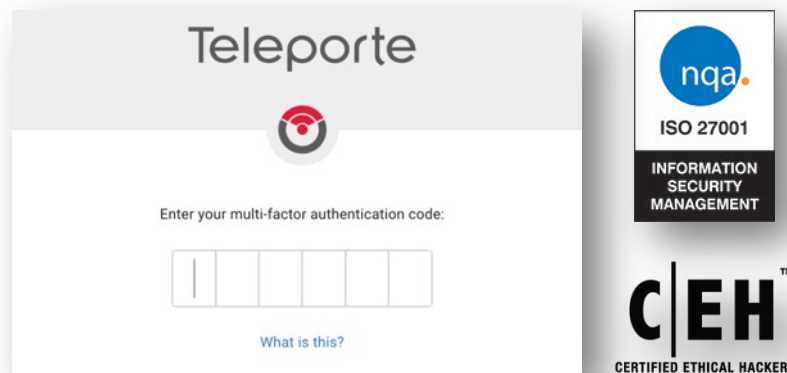 Teleporte
Enter your multi-factor authentication code:
What is this?
nqa.
ISO 27001
INFORMATION
SECURITY
MANAGEMENT
C|EH
TM
CERTIFIED ETHICAL HACKER